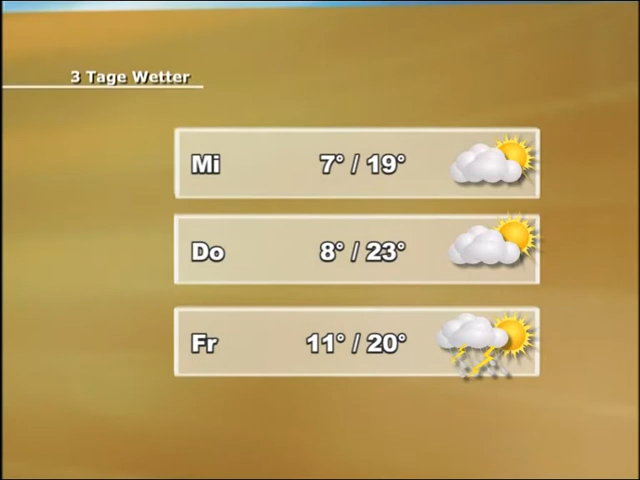 3 Tage Wetter
Mi 7° / 19°
Do 8° / 23°
Fr 11° / 20°